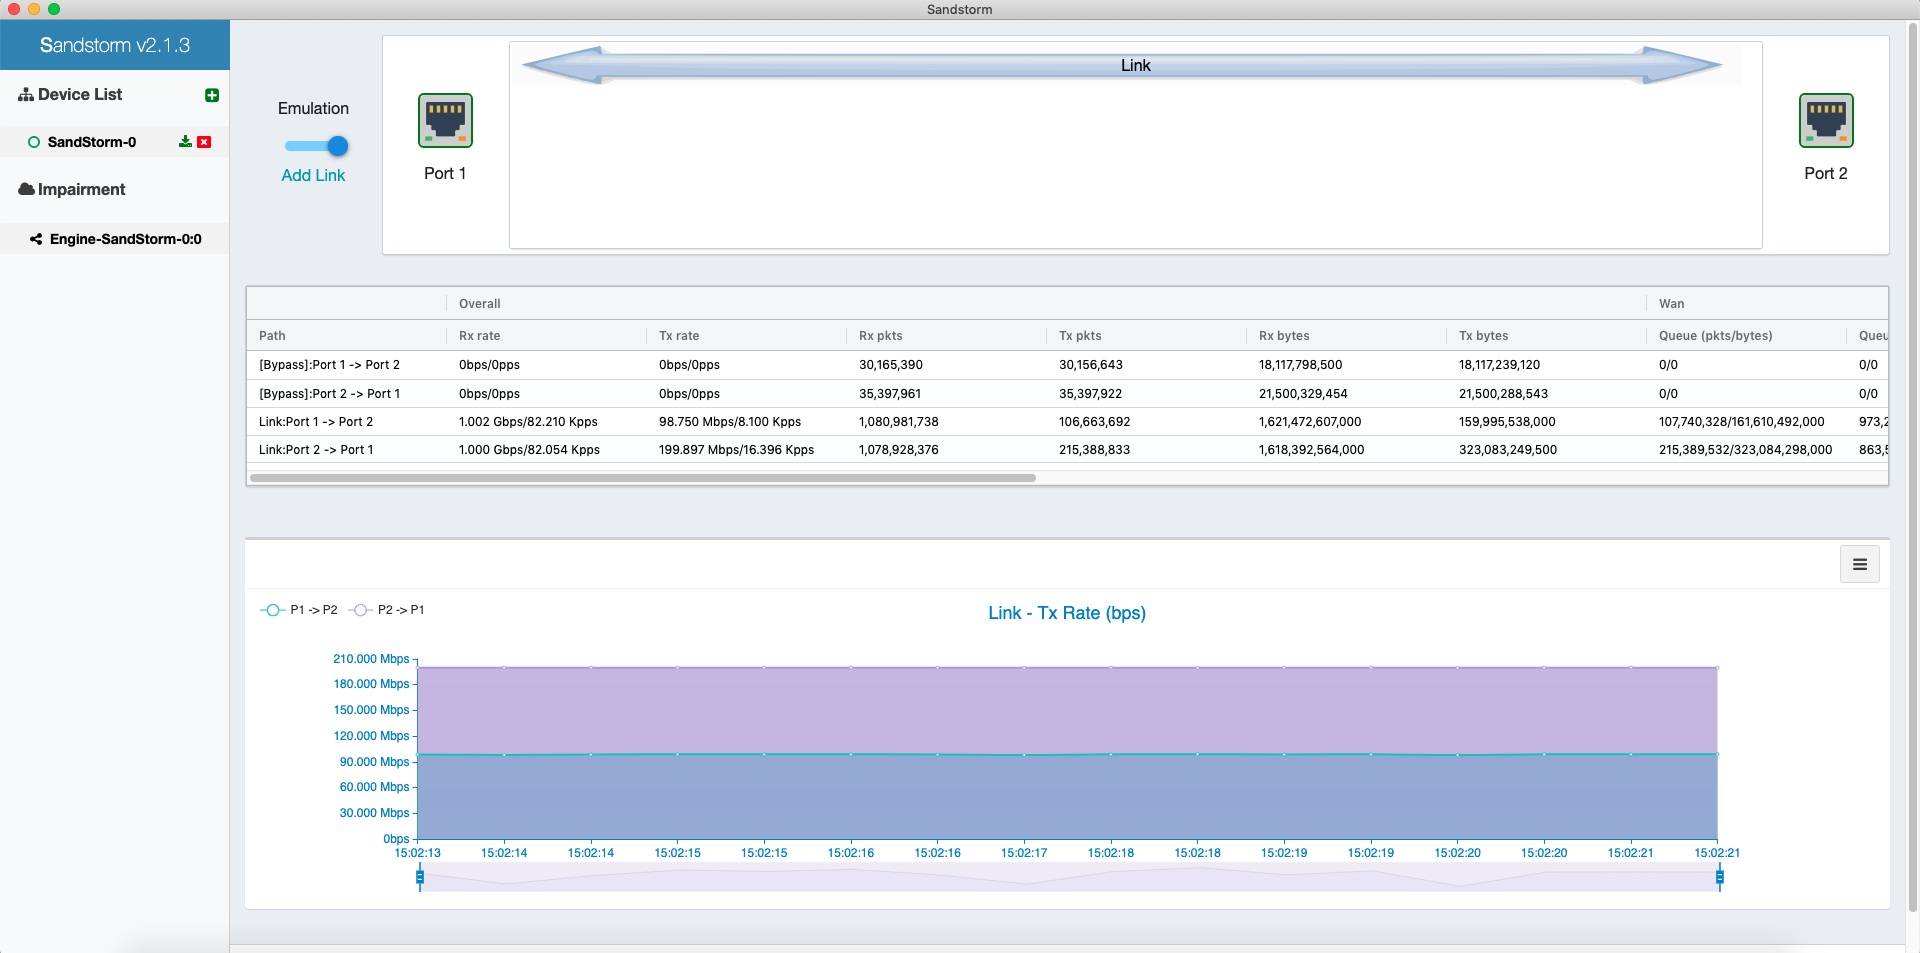 Sandstorm
Sandstorm v2.1.3
Device List
SandStorm-0
Impairment
Engine-SandStorm-0:0
Emulation
Add Link
Port 1
Link
Port 2
Overall Wan
Path Rx rate Tx rate Rx pkts Tx pkts Rx bytes Tx bytes Queue (pkts/bytes) Queu
[Bypass]:Port 1 -> Port 2 0bps/0pps 0bps/0pps 30,165,390 30,156,643 18,117,798,500 18,117,239,120 0/0 0/0
[Bypass]:Port 2 -> Port 1 0bps/0pps 0bps/0pps 35,397,961 35,397,922 21,500,329,454 21,500,288,543 0/0 0/0
Link:Port 1 -> Port 2 1.002 Gbps/82.210 Kpps 98.750 Mbps/8.100 Kpps 1,080,981,738 106,663,692 1,621,472,607,000 159,995,538,000 107,740,328/161,610,492,000 973,2
Link:Port 2 -> Port 1 1.000 Gbps/82.054 Kpps 199.897 Mbps/16.396 Kpps 1,078,928,376 215,388,833 1,618,392,564,000 323,083,249,500 215,389,532/323,084,298,000 863,5
P1 -> P2 P2 -> P1
Link - Tx Rate (bps)
210.000 Mbps
180.000 Mbps
150.000 Mbps
120.000 Mbps
90.000 Mbps
60.000 Mbps
30.000 Mbps
0bps
15:02:13 15:02:14 15:02:14 15:02:15 15:02:15 15:02:16 15:02:16 15:02:17 15:02:18 15:02:18 15:02:19 15:02:19 15:02:20 15:02:20 15:02:21 15:02:21